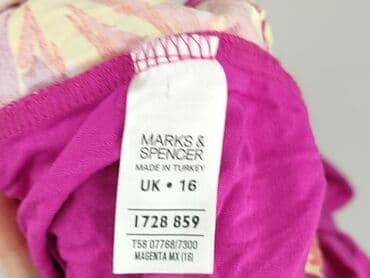 MARKS &
SPENCER
MADE IN TURKEY
UK • 16
1728 859
T58 07768/7300
MAGENTA MX (16)